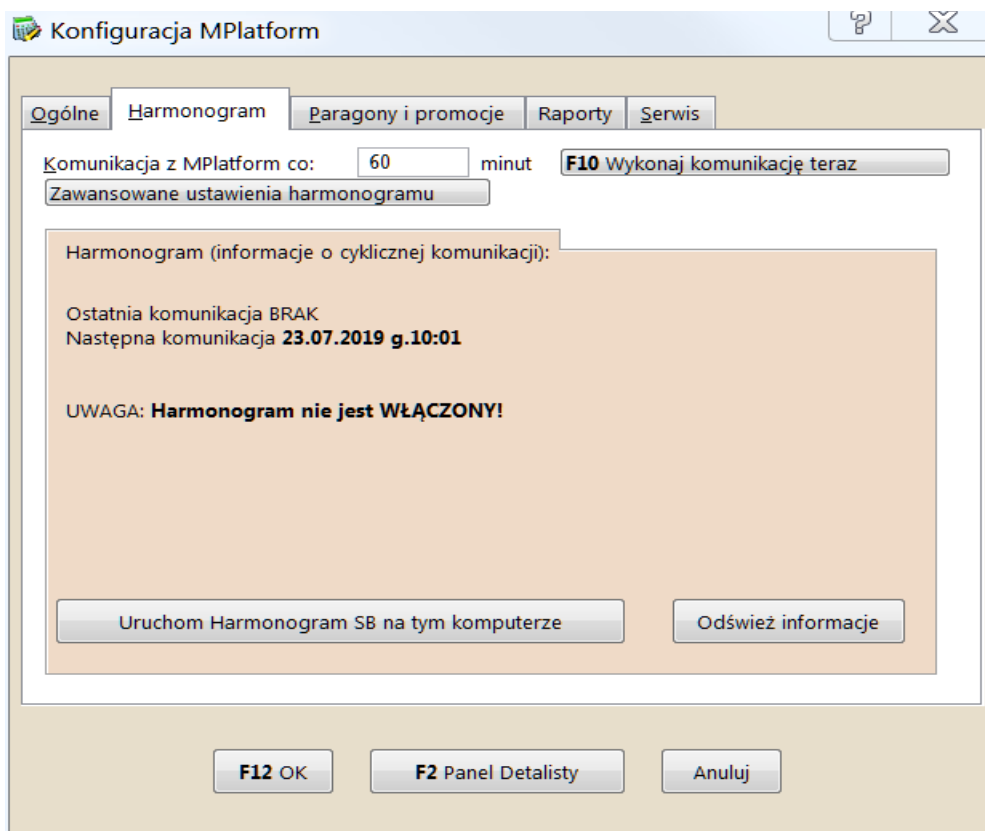 Konfiguracja MPlatform
Ogólne Harmonogram Paragony i promocje Raporty Serwis
Komunikacja z MPlatform co: 60 minut F10 Wykonaj komunikację teraz
Zawansowane ustawienia harmonogramu
Harmonogram (informacje o cyklicznej komunikacji):
Ostatnia komunikacja BRAK
Następna komunikacja 23.07.2019 g.10:01
UWAGA: Harmonogram nie jest WŁĄCZONY!
Uruchom Harmonogram SB na tym komputerze Odśwież informacje
F12 OK F2 Panel Detalisty Anuluj